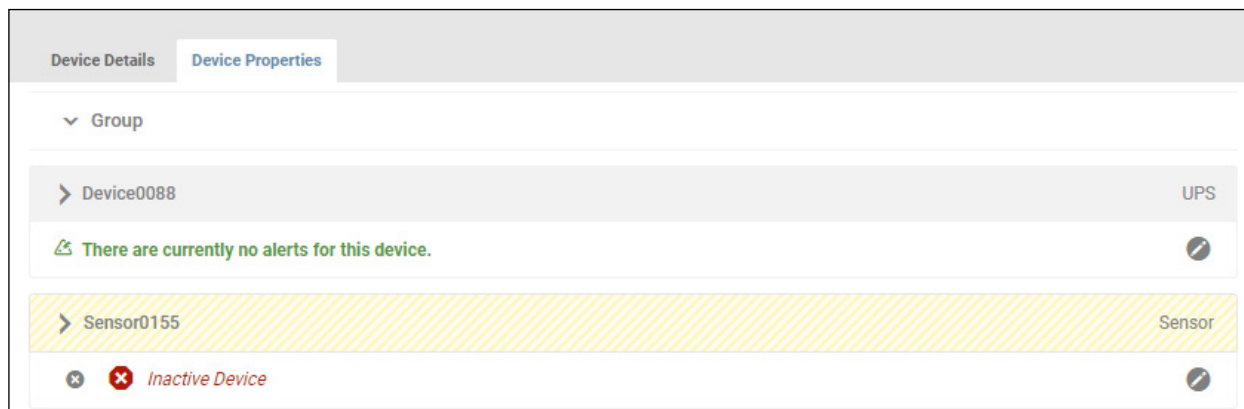 Device Details Device Properties
Group
Device0088 UPS
There are currently no alerts for this device.
Sensor0155 Sensor
Inactive Device